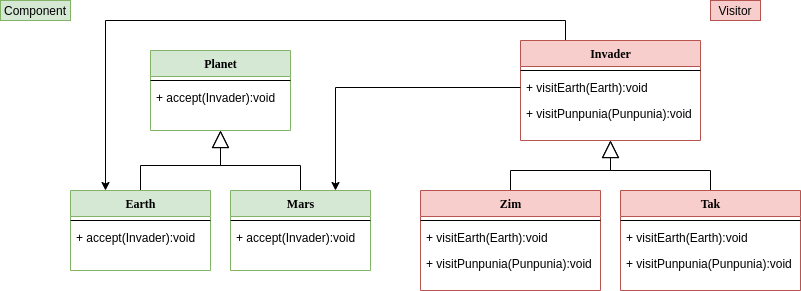 Component
Visitor
Planet
+ accept(Invader):void
Invader
+ visitEarth(Earth):void
+ visitPunpunia(Punpunia):void
Earth
+ accept(Invader):void
Mars
+ accept(Invader):void
Zim
+ visitEarth(Earth):void
+ visitPunpunia(Punpunia):void
Tak
+ visitEarth(Earth):void
+ visitPunpunia(Punpunia):void